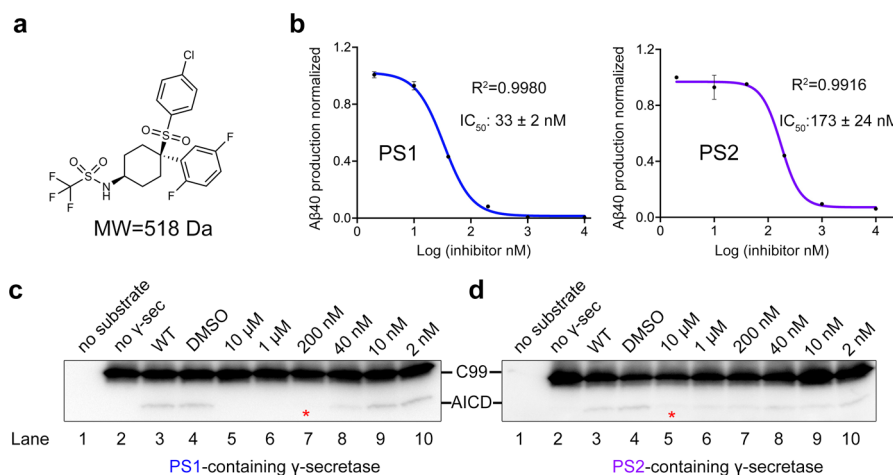 a
Cl
O
S
O
F
F
O
O
S
N
H
F
F
F
MW=518 Da
b
Aβ40 production normalized
1.2
0.8
0.4
0.0
0
1
2
3
4
Log (inhibitor nM)
R²=0.9980
IC₅₀: 33 ± 2 nM
PS1
Aβ40 production normalized
1.2
0.8
0.4
0.0
0
1
2
3
4
Log (inhibitor nM)
R²=0.9916
IC₅₀:173 ± 24 nM
PS2
c
no substrate
no γ-sec
WT
DMSO
10 μM
1 μM
200 nM
40 nM
10 nM
2 nM
*
C99
AICD
Lane 1 2 3 4 5 6 7 8 9 10
PS1-containing γ-secretase
d
no substrate
no γ-sec
WT
DMSO
10 μM
1 μM
200 nM
40 nM
10 nM
2 nM
*
1 2 3 4 5 6 7 8 9 10
PS2-containing γ-secretase